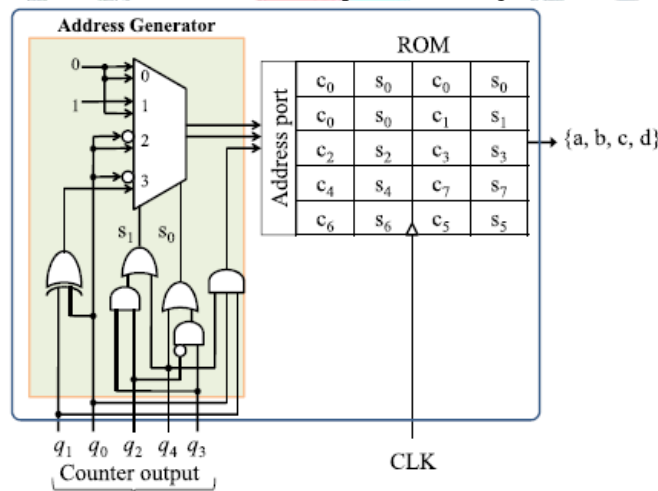 Address Generator
ROM
0
0
1
1
2
3
s₁
s₀
Address port
c₀ s₀ c₀ s₀
c₀ s₀ c₁ s₁
c₂ s₂ c₃ s₃
c₄ s₄ c₇ s₇
c₆ s₆ c₅ s₅
{a, b, c, d}
q₁ q₀ q₂ q₄ q₃
CLK
Counter output